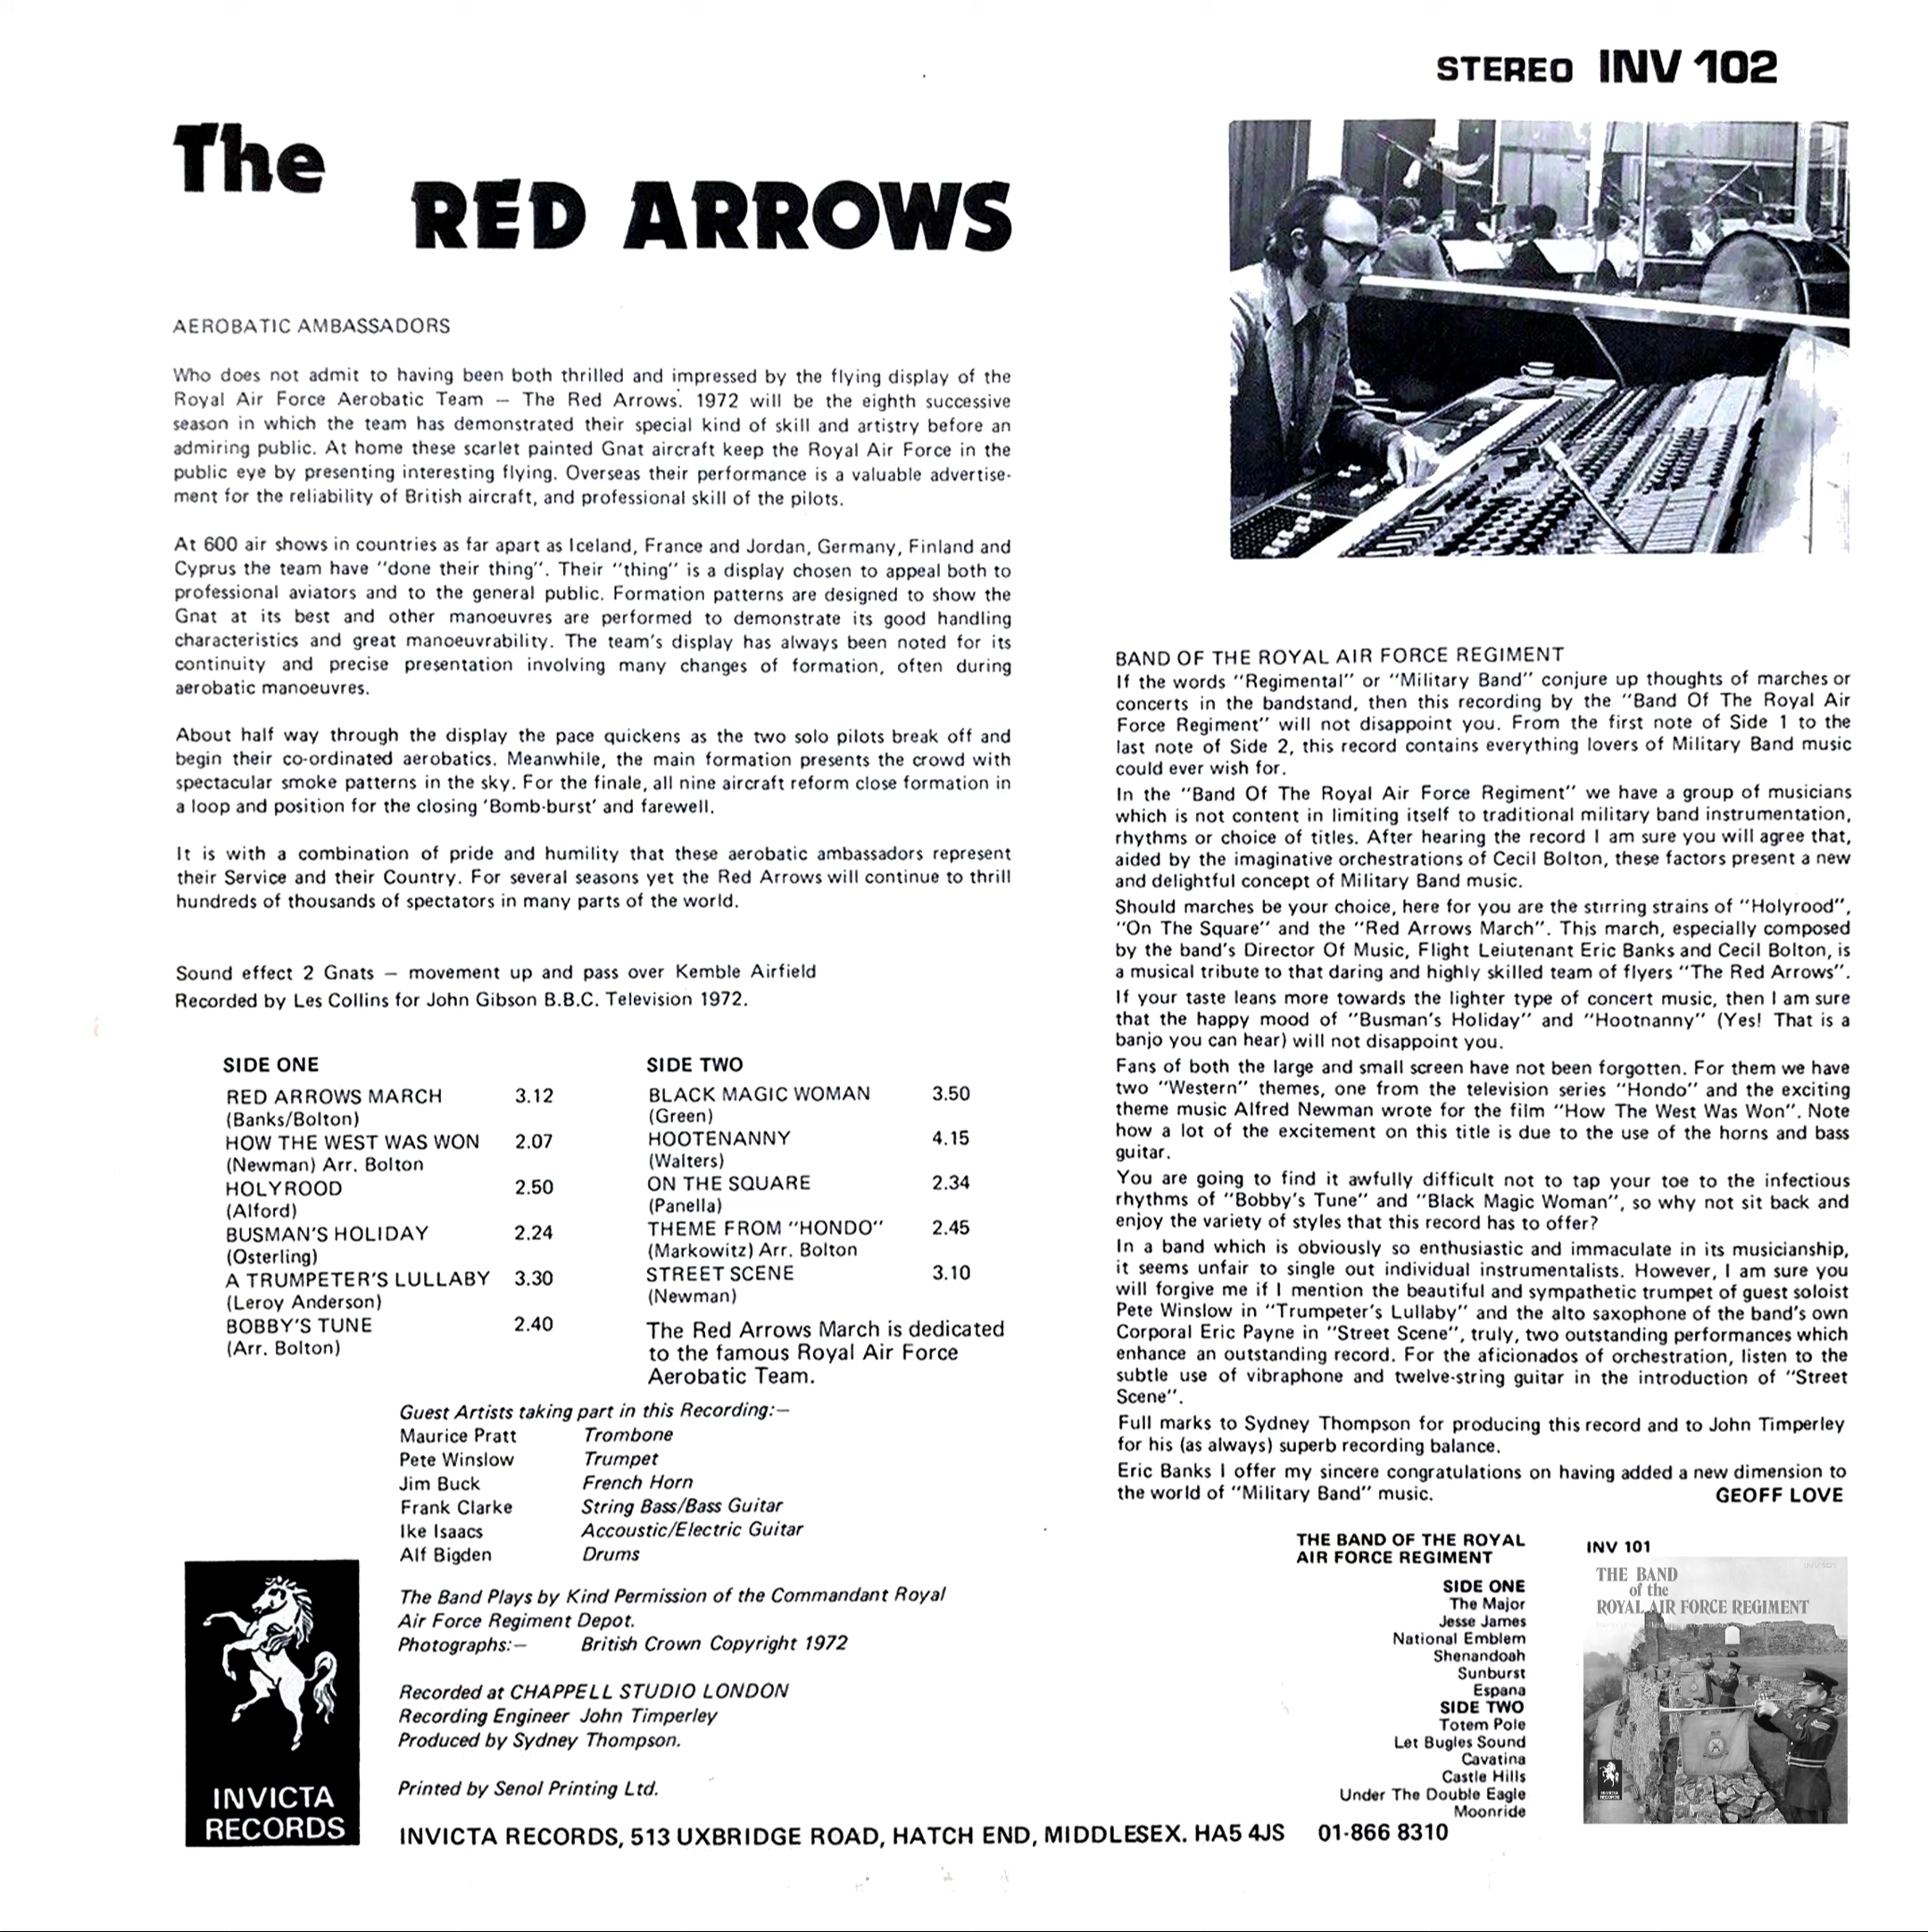 STEREO INV 102
The
RED ARROWS
AEROBATIC AMBASSADORS
Who does not admit to having been both thrilled and impressed by the flying display of the
Royal Air Force Aerobatic Team – The Red Arrows. 1972 will be the eighth successive
season in which the team has demonstrated their special kind of skill and artistry before an
admiring public. At home these scarlet painted Gnat aircraft keep the Royal Air Force in the
public eye by presenting interesting flying. Overseas their performance is a valuable advertise-
ment for the reliability of British aircraft, and professional skill of the pilots.
At 600 air shows in countries as far apart as Iceland, France and Jordan, Germany, Finland and
Cyprus the team have "done their thing". Their "thing" is a display chosen to appeal both to
professional aviators and to the general public. Formation patterns are designed to show the
Gnat at its best and other manoeuvres are performed to demonstrate its good handling
characteristics and great manoeuvrability. The team's display has always been noted for its
continuity and precise presentation involving many changes of formation, often during
aerobatic manoeuvres.
About half way through the display the pace quickens as the two solo pilots break off and
begin their co-ordinated aerobatics. Meanwhile, the main formation presents the crowd with
spectacular smoke patterns in the sky. For the finale, all nine aircraft reform close formation in
a loop and position for the closing 'Bomb-burst' and farewell.
It is with a combination of pride and humility that these aerobatic ambassadors represent
their Service and their Country. For several seasons yet the Red Arrows will continue to thrill
hundreds of thousands of spectators in many parts of the world.
Sound effect 2 Gnats – movement up and pass over Kemble Airfield
Recorded by Les Collins for John Gibson B.B.C. Television 1972.
SIDE ONE
RED ARROWS MARCH 3.12
(Banks/Bolton)
HOW THE WEST WAS WON 2.07
(Newman) Arr. Bolton
HOLYROOD 2.50
(Alford)
BUSMAN'S HOLIDAY 2.24
(Osterling)
A TRUMPETER'S LULLABY 3.30
(Leroy Anderson)
BOBBY'S TUNE 2.40
(Arr. Bolton)
SIDE TWO
BLACK MAGIC WOMAN 3.50
(Green)
HOOTENANNY 4.15
(Walters)
ON THE SQUARE 2.34
(Panella)
THEME FROM "HONDO" 2.45
(Markowitz) Arr. Bolton
STREET SCENE 3.10
(Newman)
The Red Arrows March is dedicated
to the famous Royal Air Force
Aerobatic Team.
Guest Artists taking part in this Recording:–
Maurice Pratt Trombone
Pete Winslow Trumpet
Jim Buck French Horn
Frank Clarke String Bass/Bass Guitar
Ike Isaacs Accoustic/Electric Guitar
Alf Bigden Drums
The Band Plays by Kind Permission of the Commandant Royal
Air Force Regiment Depot.
Photographs:– British Crown Copyright 1972
Recorded at CHAPPELL STUDIO LONDON
Recording Engineer John Timperley
Produced by Sydney Thompson.
Printed by Senol Printing Ltd.
INVICTA
RECORDS
INVICTA RECORDS, 513 UXBRIDGE ROAD, HATCH END, MIDDLESEX. HA5 4JS 01-866 8310
BAND OF THE ROYAL AIR FORCE REGIMENT
If the words "Regimental" or "Military Band" conjure up thoughts of marches or
concerts in the bandstand, then this recording by the "Band Of The Royal Air
Force Regiment" will not disappoint you. From the first note of Side 1 to the
last note of Side 2, this record contains everything lovers of Military Band music
could ever wish for.
In the "Band Of The Royal Air Force Regiment" we have a group of musicians
which is not content in limiting itself to traditional military band instrumentation,
rhythms or choice of titles. After hearing the record I am sure you will agree that,
aided by the imaginative orchestrations of Cecil Bolton, these factors present a new
and delightful concept of Military Band music.
Should marches be your choice, here for you are the stirring strains of "Holyrood",
"On The Square" and the "Red Arrows March". This march, especially composed
by the band's Director Of Music, Flight Leiutenant Eric Banks and Cecil Bolton, is
a musical tribute to that daring and highly skilled team of flyers "The Red Arrows".
If your taste leans more towards the lighter type of concert music, then I am sure
that the happy mood of "Busman's Holiday" and "Hootnanny" (Yes! That is a
banjo you can hear) will not disappoint you.
Fans of both the large and small screen have not been forgotten. For them we have
two "Western" themes, one from the television series "Hondo" and the exciting
theme music Alfred Newman wrote for the film "How The West Was Won". Note
how a lot of the excitement on this title is due to the use of the horns and bass
guitar.
You are going to find it awfully difficult not to tap your toe to the infectious
rhythms of "Bobby's Tune" and "Black Magic Woman", so why not sit back and
enjoy the variety of styles that this record has to offer?
In a band which is obviously so enthusiastic and immaculate in its musicianship,
it seems unfair to single out individual instrumentalists. However, I am sure you
will forgive me if I mention the beautiful and sympathetic trumpet of guest soloist
Pete Winslow in "Trumpeter's Lullaby" and the alto saxophone of the band's own
Corporal Eric Payne in "Street Scene", truly, two outstanding performances which
enhance an outstanding record. For the aficionados of orchestration, listen to the
subtle use of vibraphone and twelve-string guitar in the introduction of "Street
Scene".
Full marks to Sydney Thompson for producing this record and to John Timperley
for his (as always) superb recording balance.
Eric Banks I offer my sincere congratulations on having added a new dimension to
the world of "Military Band" music. GEOFF LOVE
THE BAND OF THE ROYAL
AIR FORCE REGIMENT
SIDE ONE
The Major
Jesse James
National Emblem
Shenandoah
Sunburst
Espana
SIDE TWO
Totem Pole
Let Bugles Sound
Cavatina
Castle Hills
Under The Double Eagle
Moonride
INV 101
THE BAND
of the
ROYAL AIR FORCE REGIMENT